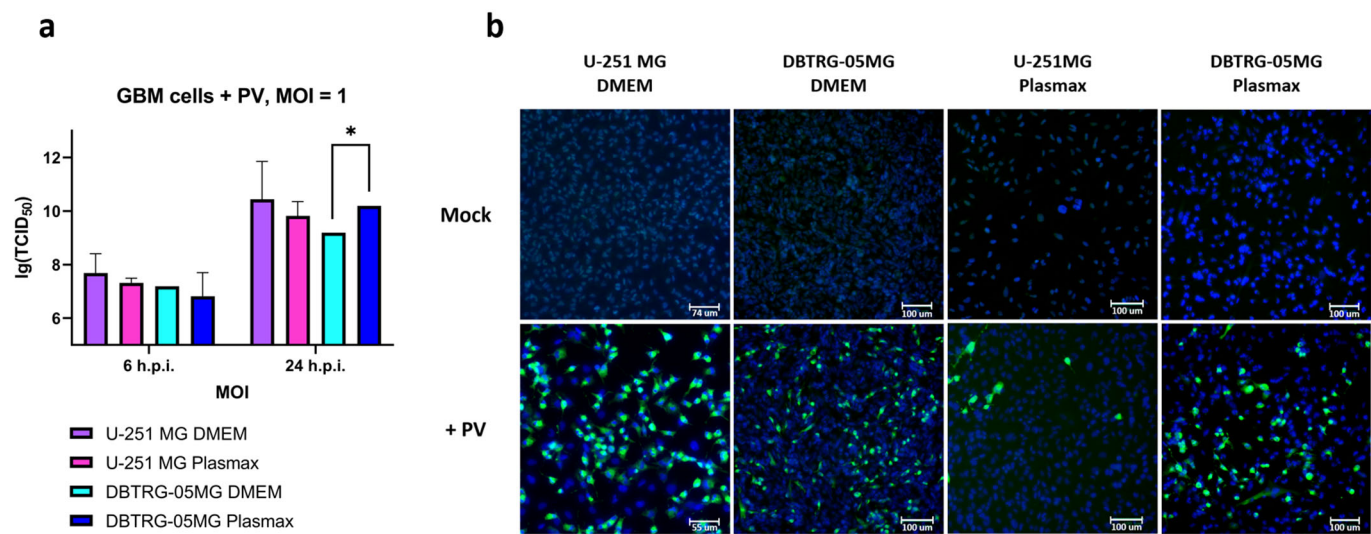 a
GBM cells + PV, MOI = 1
lg(TCID50)
12
10
8
6
*
6 h.p.i.
24 h.p.i.
MOI
U-251 MG DMEM
U-251 MG Plasmax
DBTRG-05MG DMEM
DBTRG-05MG Plasmax
b
U-251 MG
DMEM
DBTRG-05MG
DMEM
U-251MG
Plasmax
DBTRG-05MG
Plasmax
Mock
74 um
100 um
100 um
100 um
+ PV
55 um
100 um
100 um
100 um